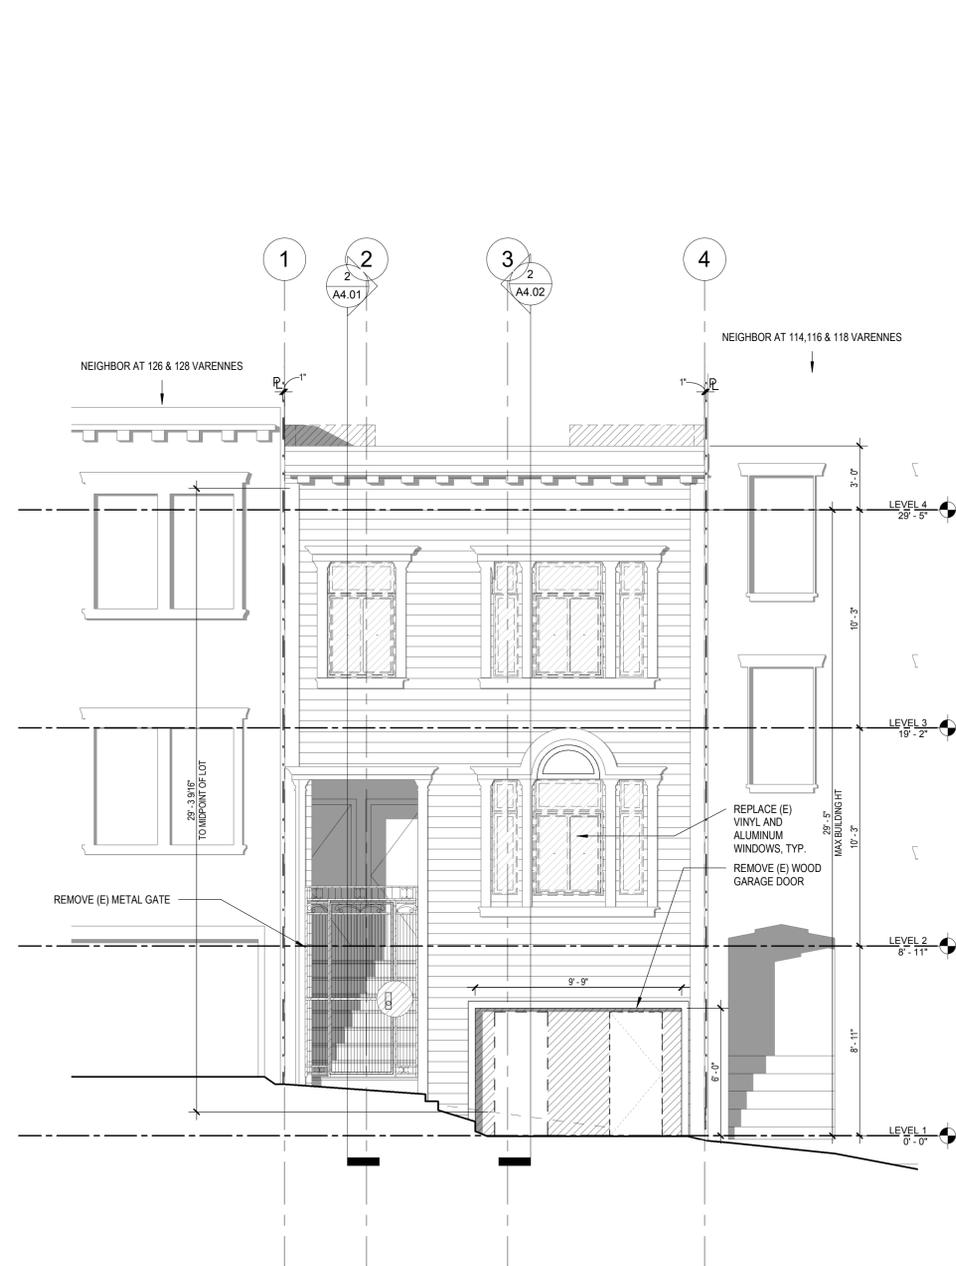 1
2
3
4
2
A4.01
2
A4.02
NEIGHBOR AT 114,116 & 118 VARENNES
NEIGHBOR AT 126 & 128 VARENNES
PL
1"
1"
PL
3' - 0"
LEVEL 4
29' - 5"
10' - 3"
LEVEL 3
19' - 2"
29' - 3 9/16"
TO MIDPOINT OF LOT
29' - 5"
MAX BUILDING HT
10' - 3"
REPLACE (E)
VINYL AND
ALUMINUM
WINDOWS, TYP.
REMOVE (E) WOOD
GARAGE DOOR
REMOVE (E) METAL GATE
LEVEL 2
8' - 11"
9' - 9"
6' - 0"
8' - 11"
LEVEL 1
0' - 0"